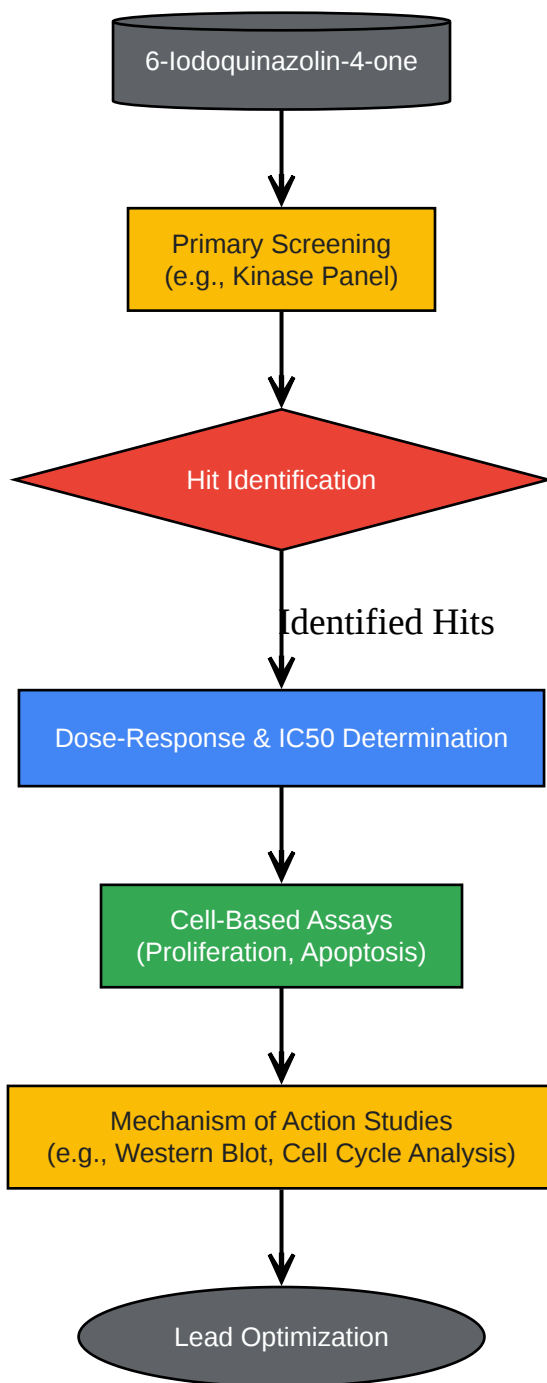 6-Iodoquinazolin-4-one
Primary Screening
(e.g., Kinase Panel)
Hit Identification
Identified Hits
Dose-Response & IC50 Determination
Cell-Based Assays
(Proliferation, Apoptosis)
Mechanism of Action Studies
(e.g., Western Blot, Cell Cycle Analysis)
Lead Optimization